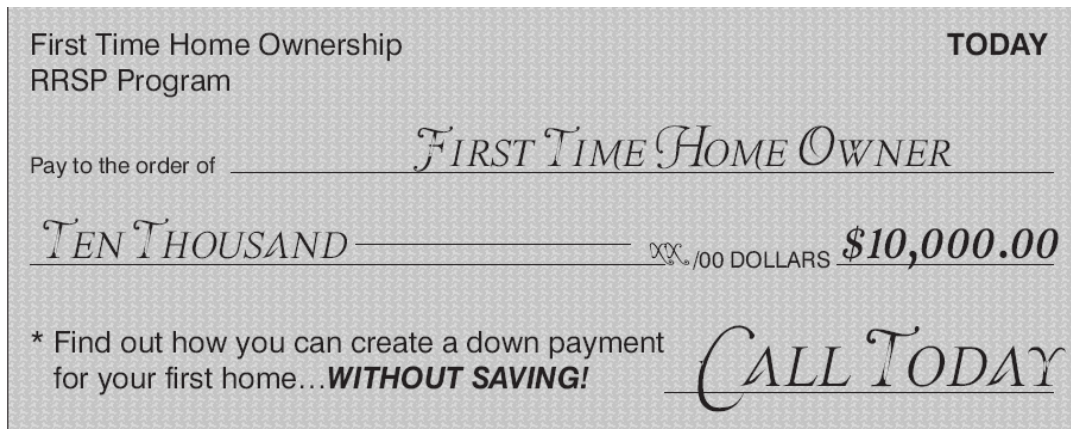 First Time Home Ownership
TODAY
RRSP Program
Pay to the order of FIRST TIME HOME OWNER
TEN THOUSAND XX/00 DOLLARS $10,000.00
* Find out how you can create a down payment
for your first home…WITHOUT SAVING!
CALL TODAY